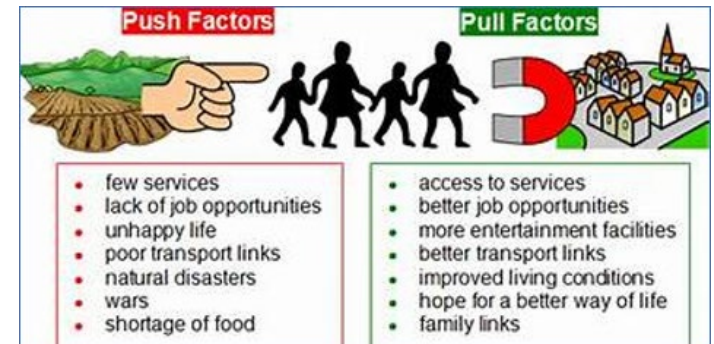 Push Factors
Pull Factors
few services
lack of job opportunities
unhappy life
poor transport links
natural disasters
wars
shortage of food
access to services
better job opportunities
more entertainment facilities
better transport links
improved living conditions
hope for a better way of life
family links